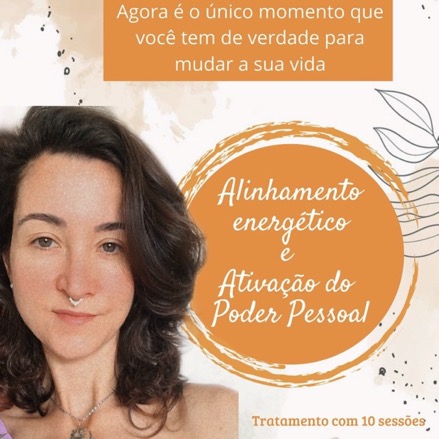 Agora é o único momento que
você tem de verdade para
mudar a sua vida
Alinhamento
energético
e
Ativação do
Poder Pessoal
Tratamento com 10 sessões